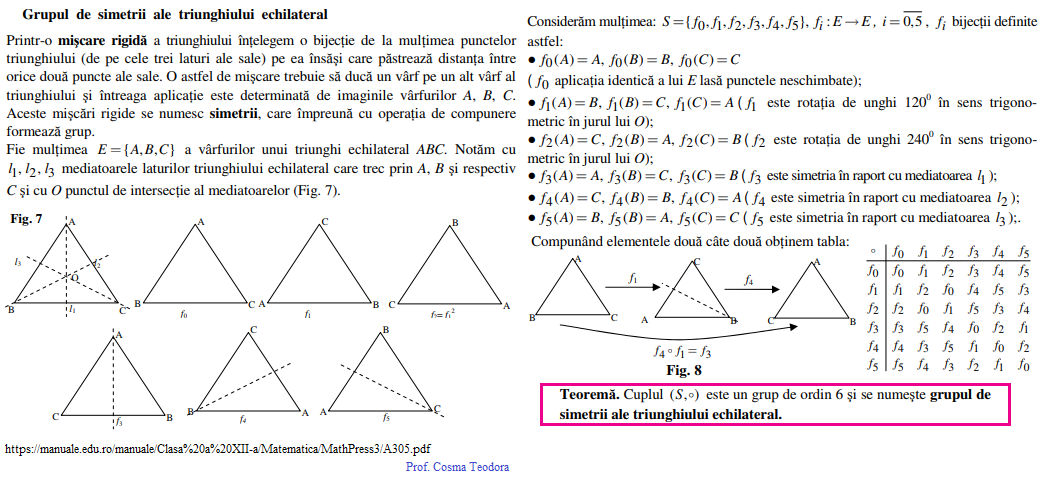 Grupul de simetrii ale triunghiului echilateral
Printr-o mişcare rigidă a triunghiului înţelegem o bijecţie de la mulţimea punctelor
triunghiului (de pe cele trei laturi ale sale) pe ea însăşi care păstrează distanţa între
orice două puncte ale sale. O astfel de mişcare trebuie să ducă un vârf pe un alt vârf al
triunghiului şi întreaga aplicaţie este determinată de imaginile vârfurilor A, B, C.
Aceste mişcări rigide se numesc simetrii, care împreună cu operaţia de compunere
formează grup.
Fie mulţimea E={A,B,C} a vârfurilor unui triunghi echilateral ABC. Notăm cu
l₁, l₂, l₃ mediatoarele laturilor triunghiului echilateral care trec prin A, B şi respectiv
C şi cu O punctul de intersecţie al mediatoarelor (Fig. 7).
Fig. 7
A A C B
l₃ O l₂
B l₁ C B C A B C A
f₀ f₁ f₂=f₁²
A C B
C B B A A C
f₃ f₄ f₅
https://manuale.edu.ro/manuale/Clasa%20a%20XII-a/Matematica/MathPress3/A305.pdf
Prof. Cosma Teodora
Considerăm mulţimea: S={f₀, f₁, f₂, f₃, f₄, f₅}, fᵢ : E→E, i=0,5, fᵢ bijecţii definite
astfel:
● f₀(A)=A, f₀(B)=B, f₀(C)=C
(f₀ aplicaţia identică a lui E lasă punctele neschimbate);
● f₁(A)=B, f₁(B)=C, f₁(C)=A (f₁ este rotaţia de unghi 120⁰ în sens trigono-
metric în jurul lui O);
● f₂(A)=C, f₂(B)=A, f₂(C)=B (f₂ este rotaţia de unghi 240⁰ în sens trigono-
metric în jurul lui O);
● f₃(A)=A, f₃(B)=C, f₃(C)=B (f₃ este simetria în raport cu mediatoarea l₁);
● f₄(A)=C, f₄(B)=B, f₄(C)=A (f₄ este simetria în raport cu mediatoarea l₂);
● f₅(A)=B, f₅(B)=A, f₅(C)=C (f₅ este simetria în raport cu mediatoarea l₃);.
Compunând elementele două câte două obţinem tabla:
A C A
f₁ f₄
B C A B C B
f₄∘f₁=f₃
Fig. 8
∘ f₀ f₁ f₂ f₃ f₄ f₅
f₀ f₀ f₁ f₂ f₃ f₄ f₅
f₁ f₁ f₂ f₀ f₄ f₅ f₃
f₂ f₂ f₀ f₁ f₅ f₃ f₄
f₃ f₃ f₅ f₄ f₀ f₂ f₁
f₄ f₄ f₃ f₅ f₁ f₀ f₂
f₅ f₅ f₄ f₃ f₂ f₁ f₀
Teoremă. Cuplul (S,∘) este un grup de ordin 6 şi se numeşte grupul de
simetrii ale triunghiului echilateral.